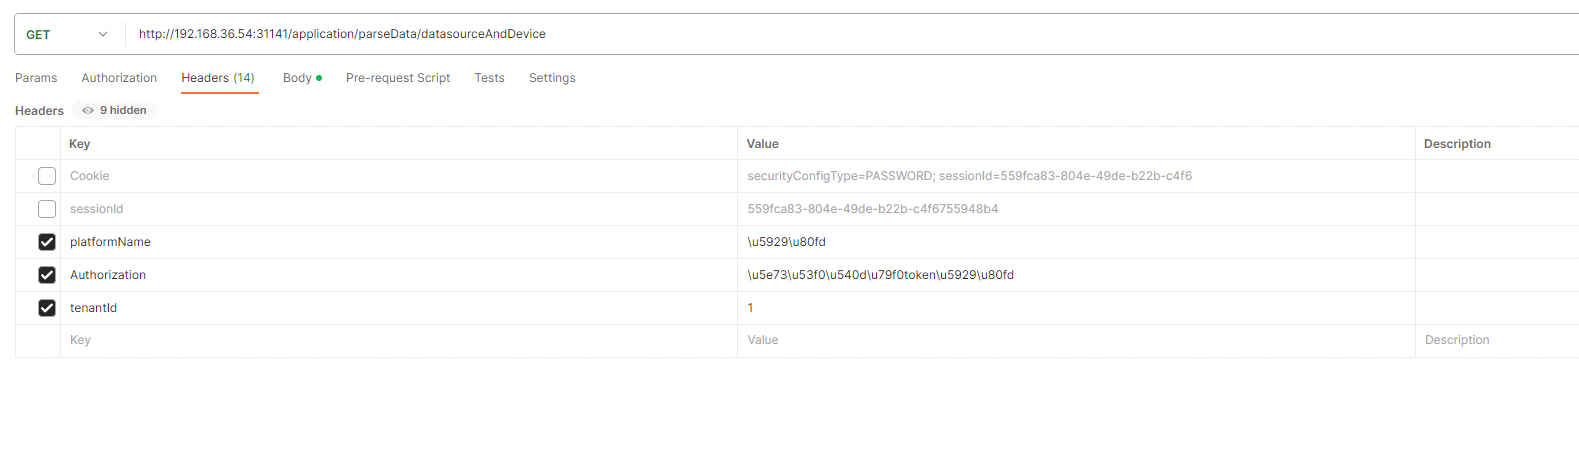 GET http://192.168.36.54:31141/application/parseData/datasourceAndDevice
Params Authorization Headers (14) Body Pre-request Script Tests Settings
Headers 9 hidden
Key Value Description
Cookie securityConfigType=PASSWORD; sessionId=559fca83-804e-49de-b22b-c4f6
sessionId 559fca83-804e-49de-b22b-c4f6755948b4
platformName \u5929\u80fd
Authorization \u5e73\u53f0\u540d\u79f0token\u5929\u80fd
tenantId 1
Key Value Description